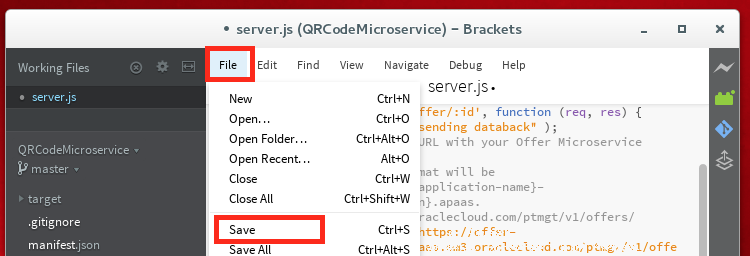 • server.js (QRCodeMicroservice) – Brackets
Working Files
• server.js
QRCodeMicroservice
master
target
.gitignore
manifest.json
File Edit Find View Navigate Debug Help
server.js •
New Ctrl+N
Open... Ctrl+O
Open Folder... Ctrl+Alt+O
Open Recent... Alt+O
Close Ctrl+W
Close All Ctrl+Shift+W
Save Ctrl+S
Save All Ctrl+Alt+S
ffer/:id', function (req, res) {
sending databack" );
URL with your Offer Microservice
mat will be
application-name}-
n}.apaas.
oraclecloud.com/ptmgt/v1/offers/
https://offer-
oraclecloud.com/ptmgt/v1/offe